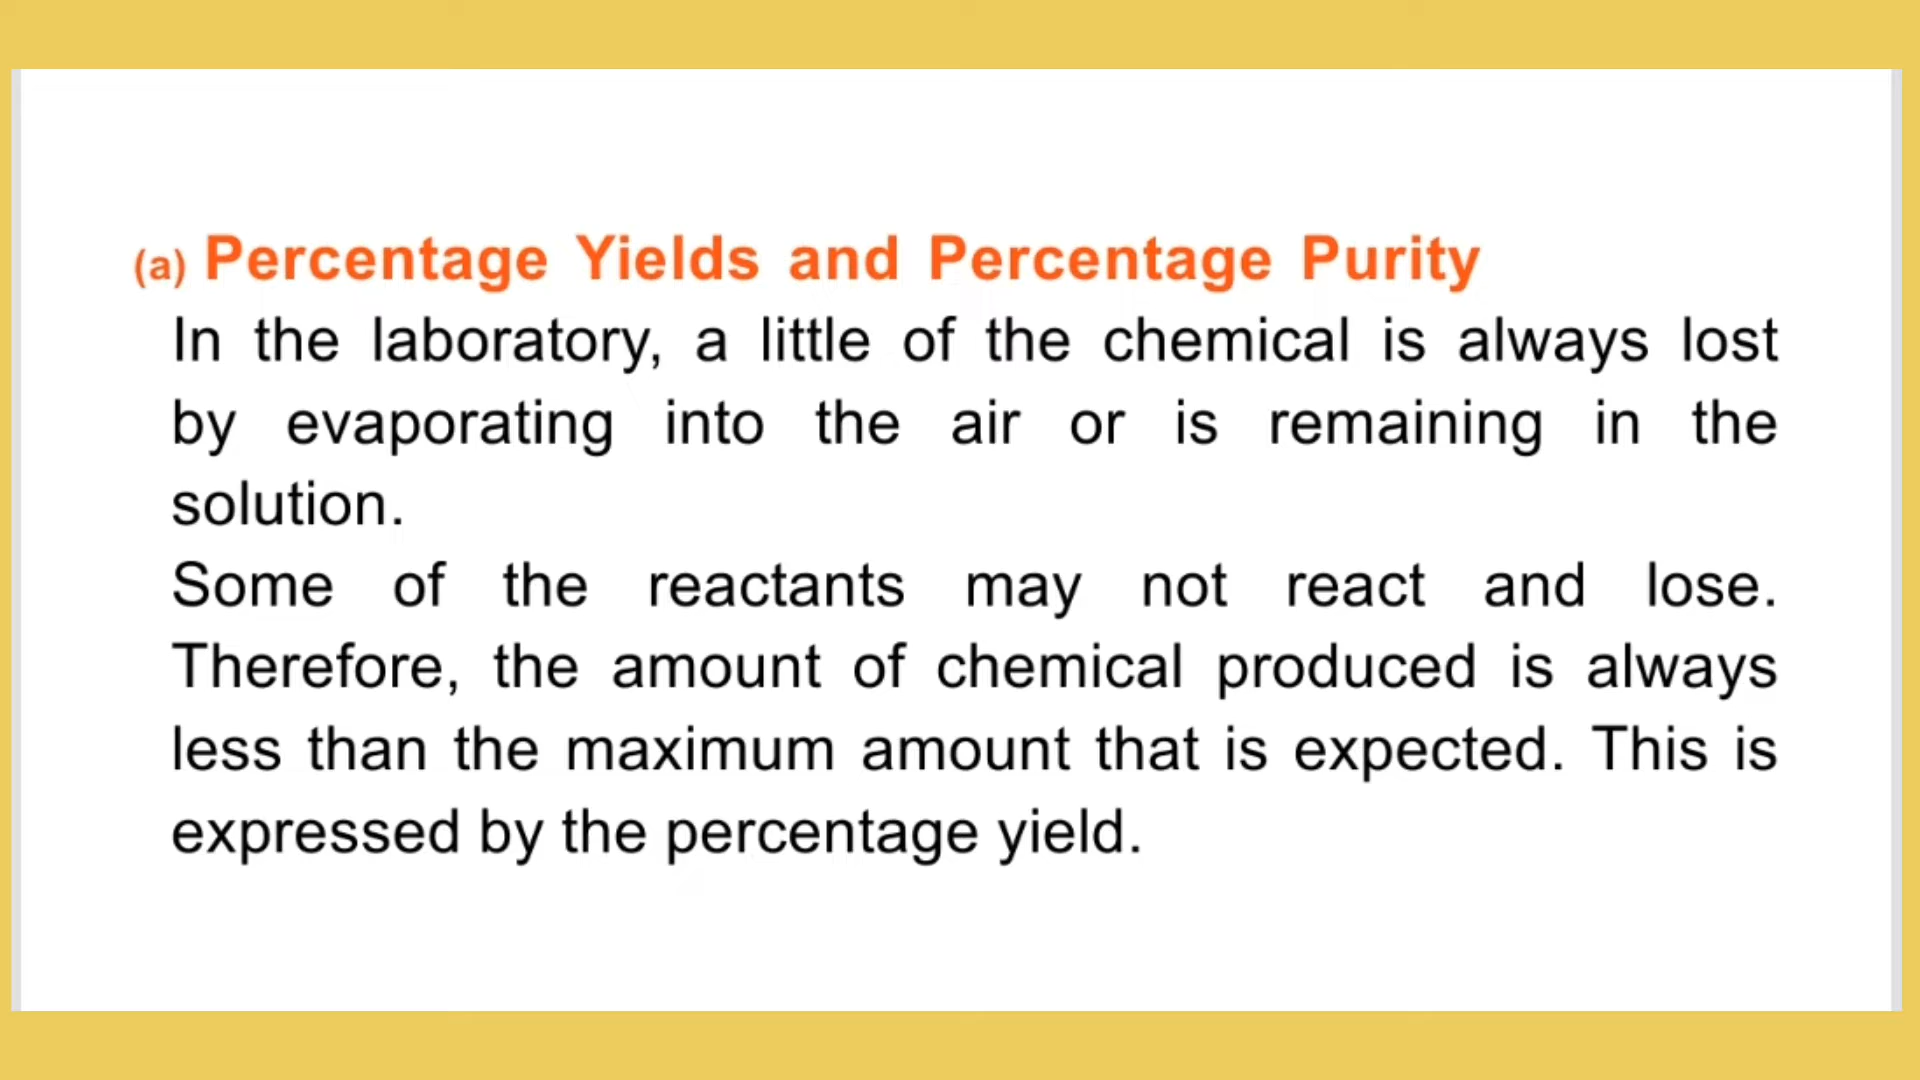 (a) Percentage Yields and Percentage Purity
In the laboratory, a little of the chemical is always lost
by evaporating into the air or is remaining in the
solution.
Some of the reactants may not react and lose.
Therefore, the amount of chemical produced is always
less than the maximum amount that is expected. This is
expressed by the percentage yield.